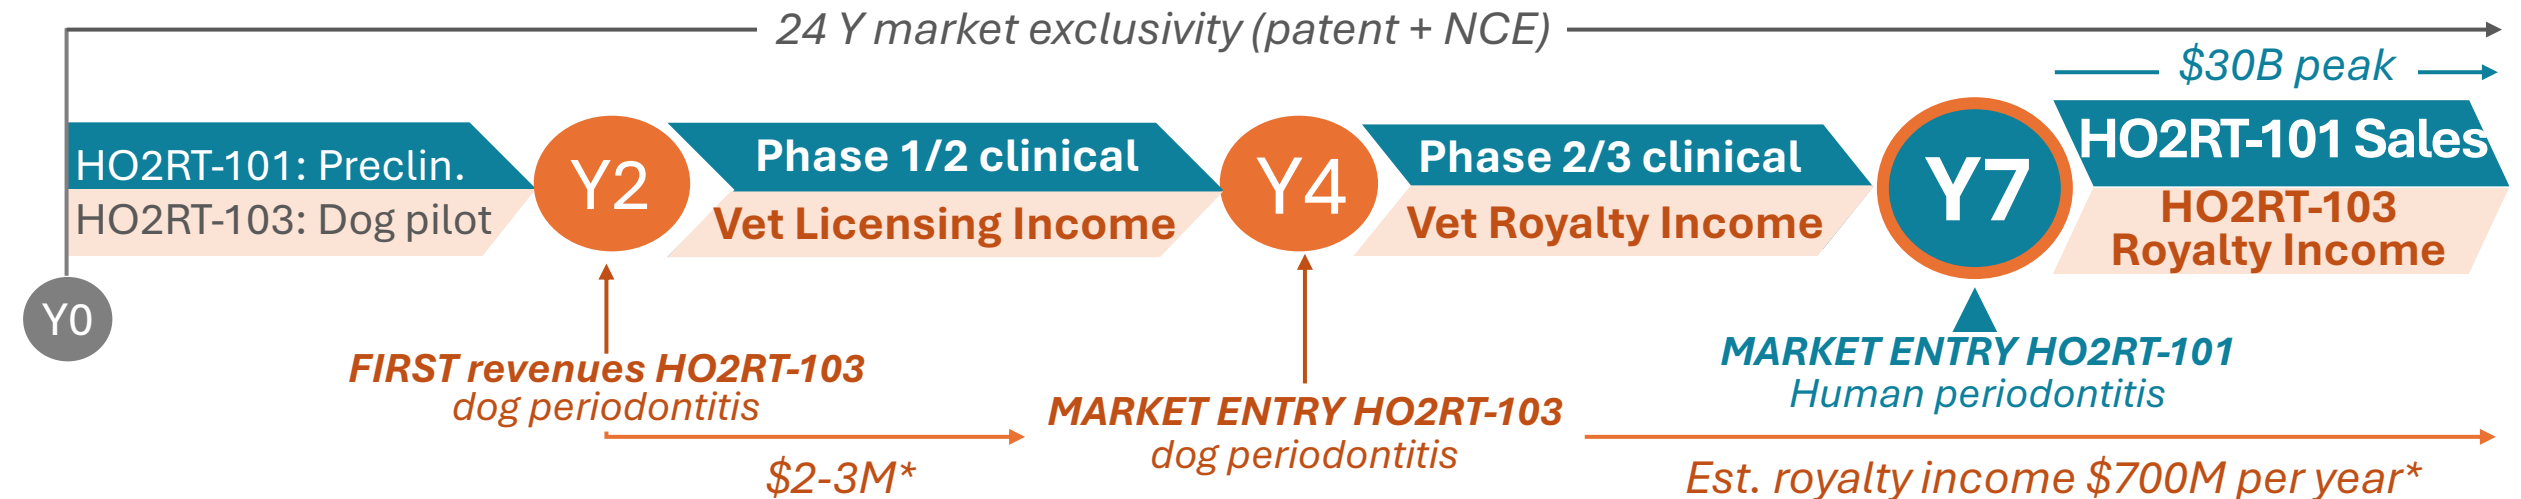 24 Y market exclusivity (patent + NCE)
$30B peak
HO2RT-101: Preclin.
HO2RT-103: Dog pilot
Y2
Phase 1/2 clinical
Vet Licensing Income
Y4
Phase 2/3 clinical
Vet Royalty Income
Y7
HO2RT-101 Sales
HO2RT-103
Royalty Income
Y0
FIRST revenues HO2RT-103
dog periodontitis
$2-3M*
MARKET ENTRY HO2RT-103
dog periodontitis
MARKET ENTRY HO2RT-101
Human periodontitis
Est. royalty income $700M per year*